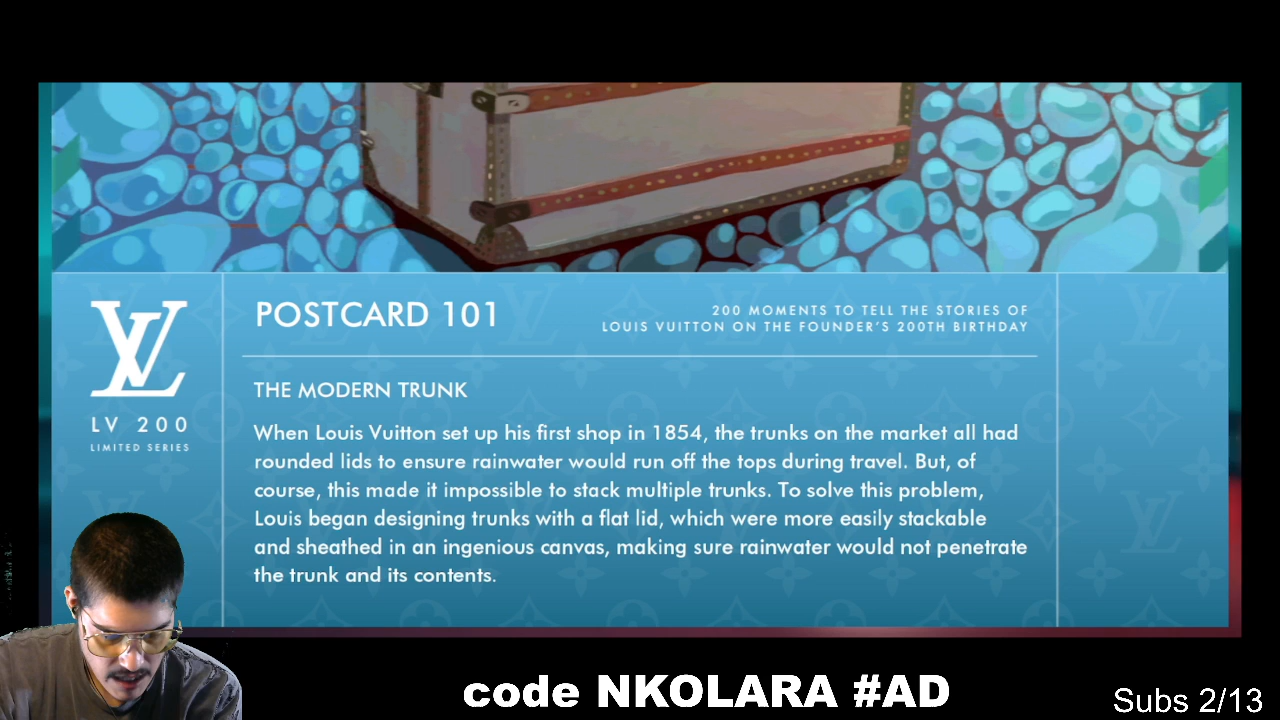 POSTCARD 101
200 MOMENTS TO TELL THE STORIES OF
LOUIS VUITTON ON THE FOUNDER'S 200TH BIRTHDAY
LV
LV 200
LIMITED SERIES
THE MODERN TRUNK
When Louis Vuitton set up his first shop in 1854, the trunks on the market all had
rounded lids to ensure rainwater would run off the tops during travel. But, of
course, this made it impossible to stack multiple trunks. To solve this problem,
Louis began designing trunks with a flat lid, which were more easily stackable
and sheathed in an ingenious canvas, making sure rainwater would not penetrate
the trunk and its contents.
code NKOLARA #AD
Subs 2/13